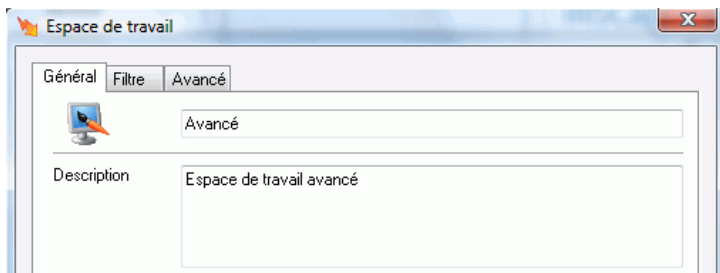 Espace de travail
Général Filtre Avancé
Avancé
Description Espace de travail avancé